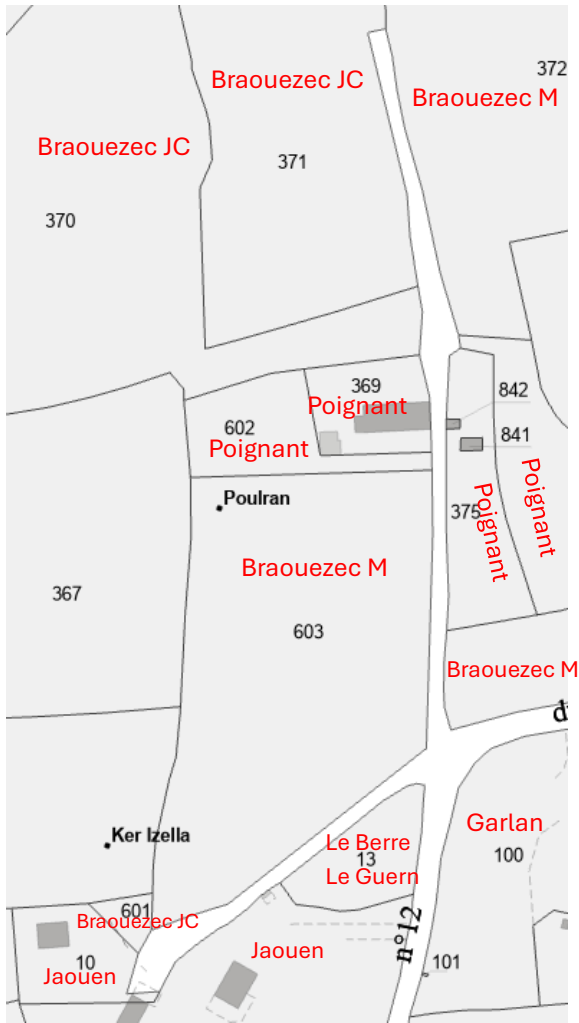 372
Braouezec JC
Braouezec M
Braouezec JC
371
370
369
842
Poignant
602
841
Poignant
Poignant
Poulran
375
Poignant
Braouezec M
367
603
Braouezec M
Ker Izella
Garlan
Le Berre
13
100
Le Guern
601
Braouezec JC
n°12
Jaouen
10
Jaouen
101